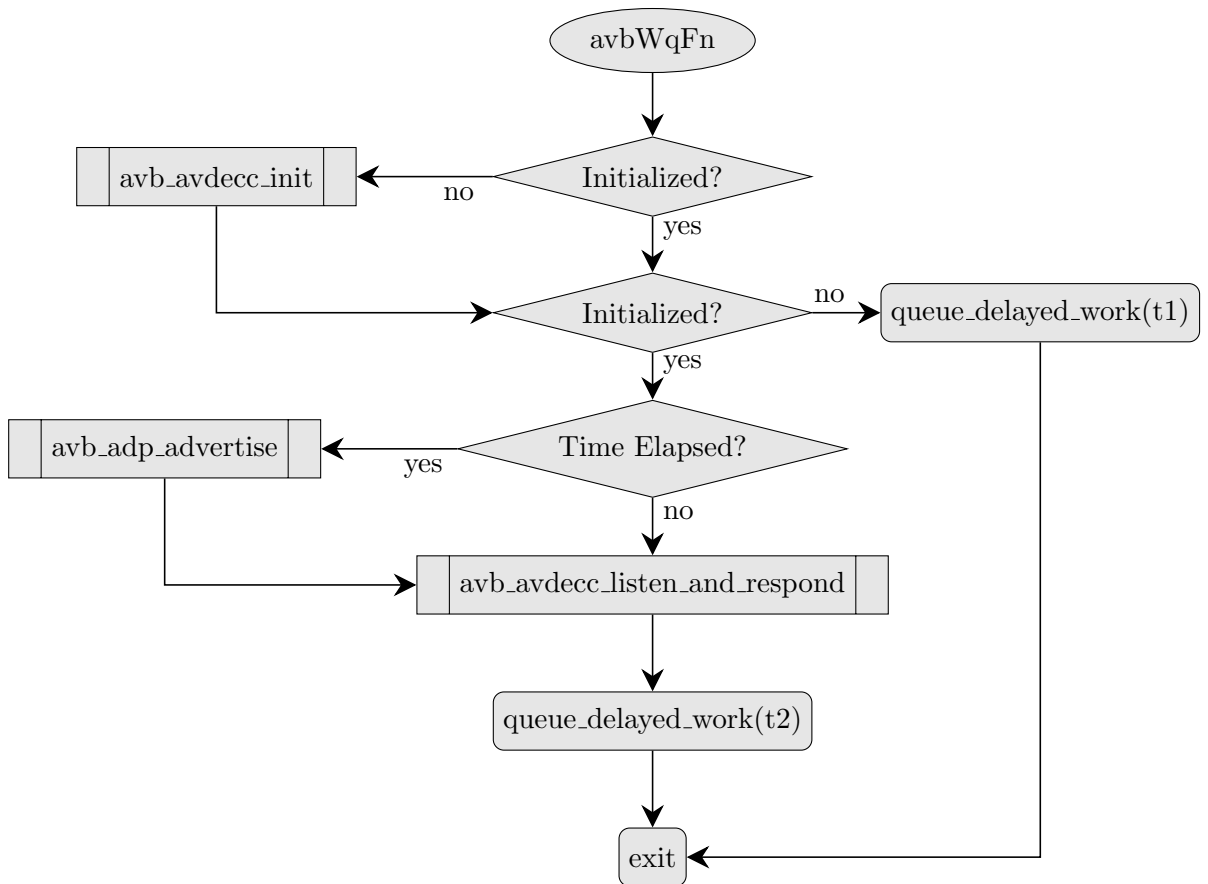 avbWqFn
Initialized?
no
avb_avdecc_init
yes
Initialized?
no
queue_delayed_work(t1)
yes
Time Elapsed?
yes
avb_adp_advertise
no
avb_avdecc_listen_and_respond
queue_delayed_work(t2)
exit